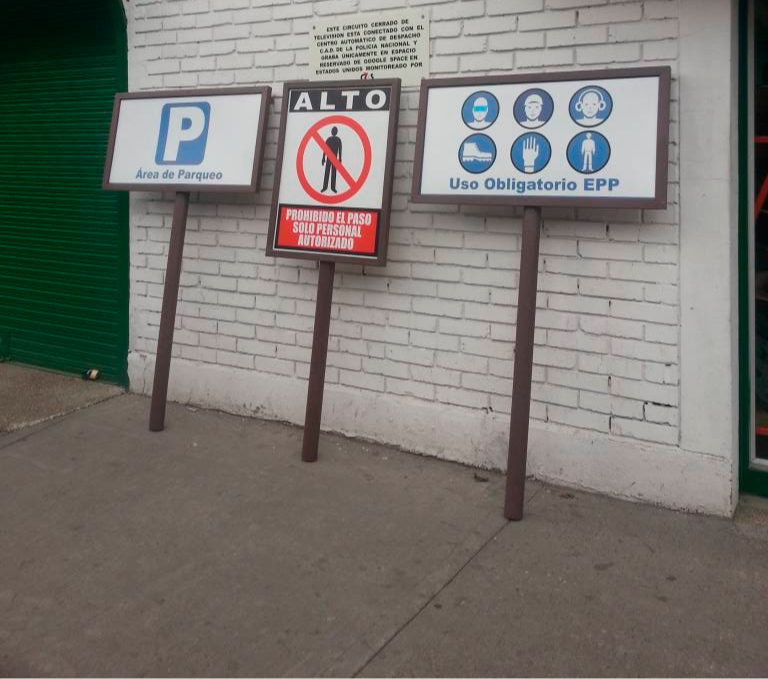 ESTE CIRCUITO CERRADO DE
TELEVISION ESTA CONECTADO CON EL
CENTRO AUTOMÁTICO DE DESPACHO
C.A.D. DE LA POLICIA NACIONAL Y
GRABA ÚNICAMENTE EN ESPACIO
RESERVADO DE GOOGLE SPACE EN
ESTADOS UNIDOS MONITOREADO POR
P
Área de Parqueo
ALTO
PROHIBIDO EL PASO
SOLO PERSONAL
AUTORIZADO
Uso Obligatorio EPP